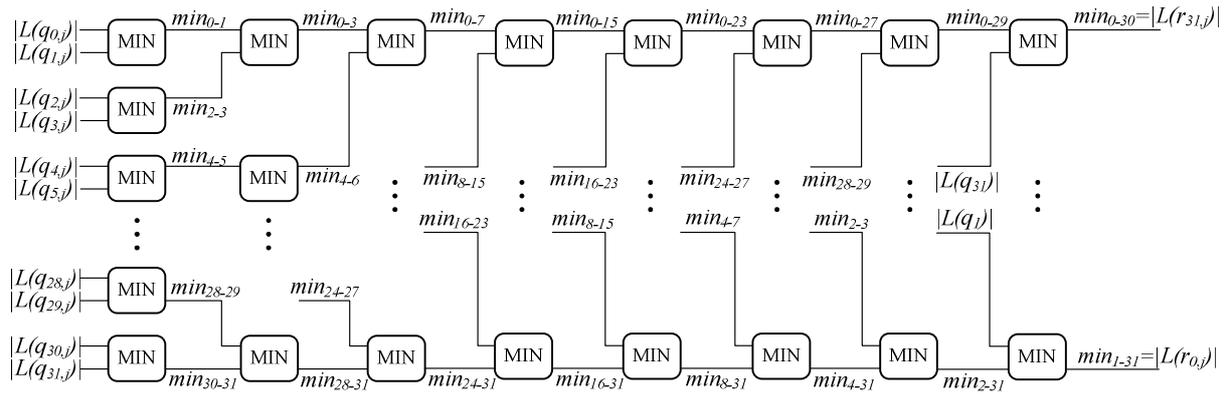 |L(q0,j)| MIN min0-1 MIN min0-3 MIN min0-7 MIN min0-15 MIN min0-23 MIN min0-27 MIN min0-29 MIN min0-30=|L(r31,j)|
|L(q1,j)|
|L(q2,j)| MIN min2-3
|L(q3,j)|
|L(q4,j)| MIN min4-5 MIN min4-6 min8-15 min16-23 min24-27 min28-29 |L(q31)|
|L(q5,j)|
min16-23 min8-15 min4-7 min2-3 |L(q1)|
|L(q28,j)| MIN min28-29 min24-27
|L(q29,j)|
|L(q30,j)| MIN min30-31 MIN min28-31 MIN min24-31 MIN min16-31 MIN min8-31 MIN min4-31 MIN min2-31 MIN min1-31=|L(r0,j)|
|L(q31,j)|